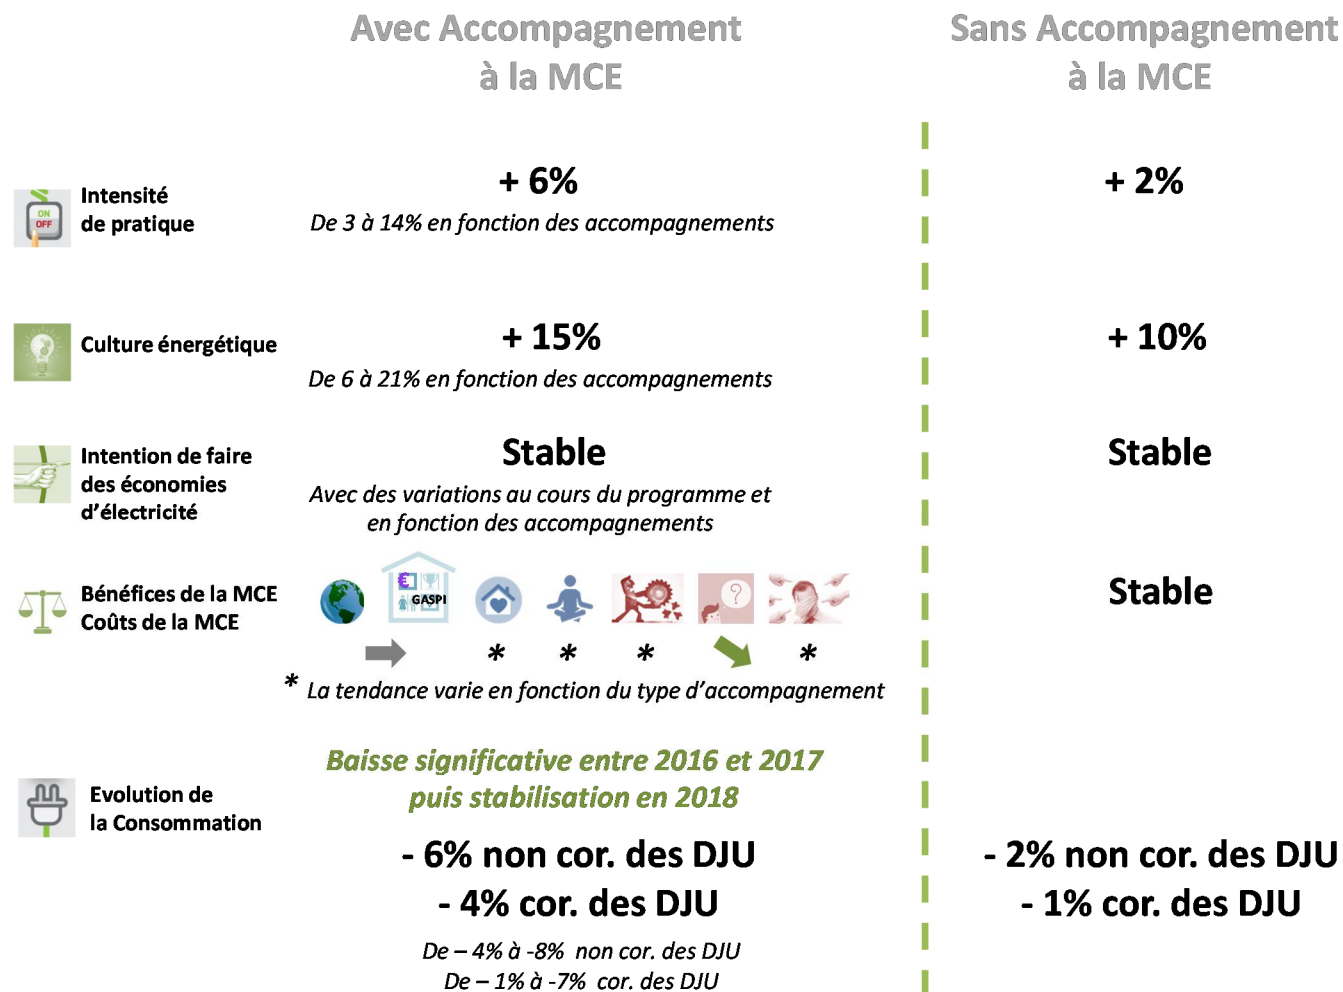 Avec Accompagnement
à la MCE
Sans Accompagnement
à la MCE
ON
OFF
Intensité
de pratique
+ 6%
De 3 à 14% en fonction des accompagnements
+ 2%
Culture énergétique
+ 15%
De 6 à 21% en fonction des accompagnements
+ 10%
Intention de faire
des économies
d’électricité
Stable
Avec des variations au cours du programme et
en fonction des accompagnements
Stable
Bénéfices de la MCE
Coûts de la MCE
€
GASPI
?
Stable
* * * *
* La tendance varie en fonction du type d’accompagnement
Evolution de
la Consommation
Baisse significative entre 2016 et 2017
puis stabilisation en 2018
- 6% non cor. des DJU
- 4% cor. des DJU
De – 4% à -8% non cor. des DJU
De – 1% à -7% cor. des DJU
- 2% non cor. des DJU
- 1% cor. des DJU